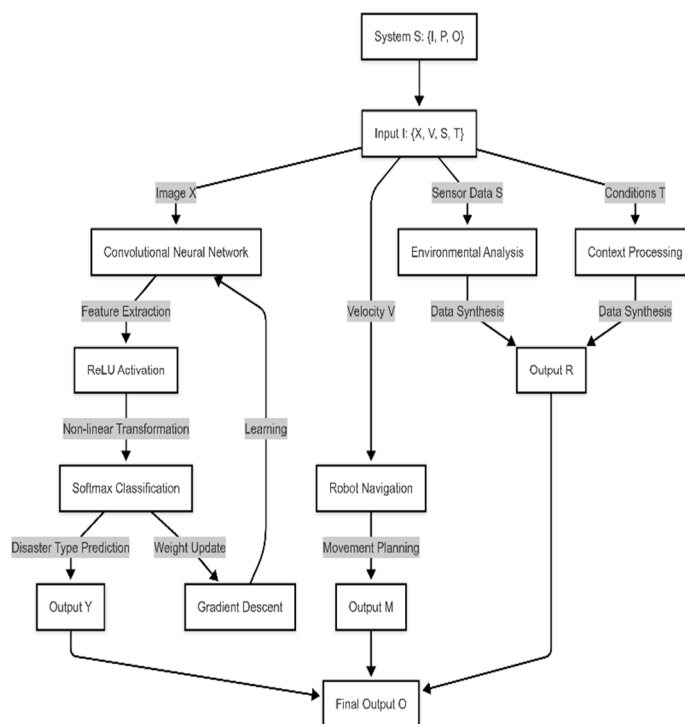 System S: {I, P, O}
Input I: {X, V, S, T}
Image X
Sensor Data S
Conditions T
Convolutional Neural Network
Environmental Analysis
Context Processing
Feature Extraction
Velocity V
Data Synthesis
Data Synthesis
ReLU Activation
Output R
Non-linear Transformation
Learning
Softmax Classification
Robot Navigation
Disaster Type Prediction
Weight Update
Movement Planning
Output Y
Gradient Descent
Output M
Final Output O